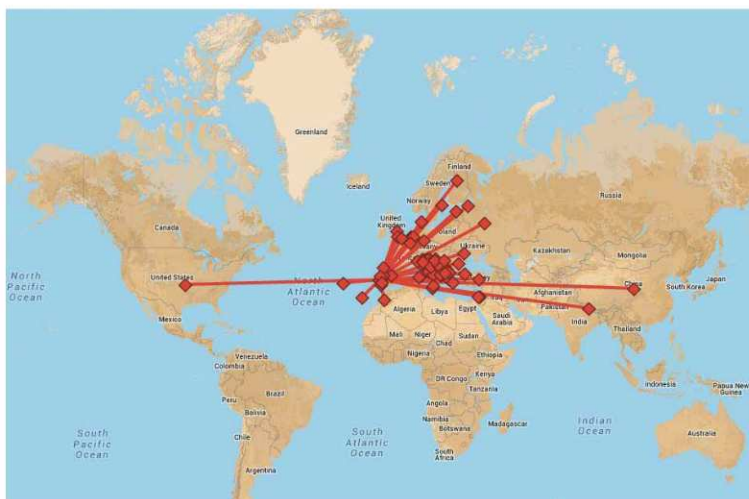 Greenland
Iceland
Finland
Sweden
Norway
Russia
United
Kingdom
Canada
Ukraine
Kazakhstan
Mongolia
North
Pacific
Ocean
United States
North
Atlantic
Ocean
China
Japan
South Korea
Afghanistan
Pakistan
Algeria
Libya
Egypt
Saudi
Arabia
India
Thailand
Mexico
Mali
Niger
Sudan
Chad
Nigeria
Ethiopia
Venezuela
Colombia
DR Congo
Kenya
Tanzania
Indonesia
Papua New
Guinea
Brazil
Peru
Bolivia
Angola
Namibia
Botswana
Madagascar
South
Pacific
Ocean
Chile
South
Atlantic
Ocean
Indian
Ocean
Australia
South
Africa
Argentina